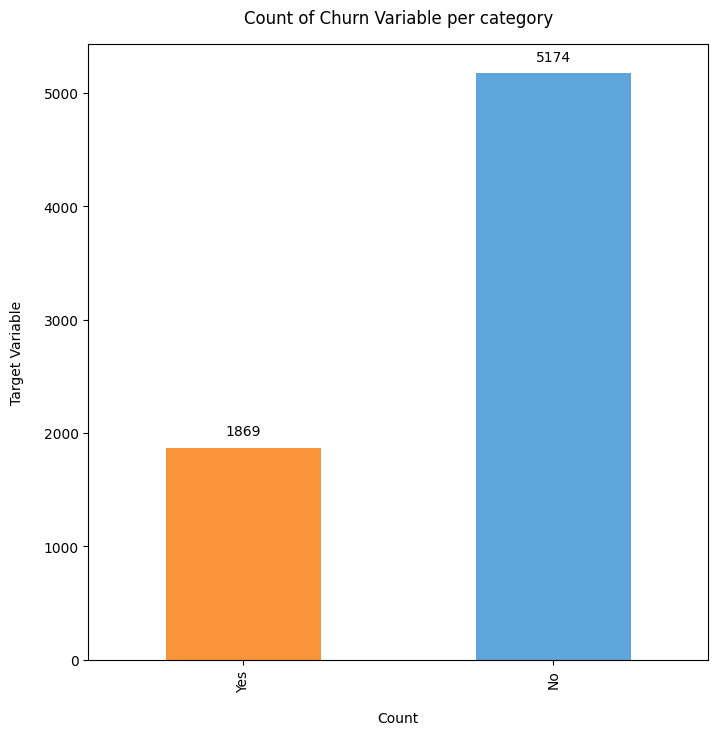 Count of Churn Variable per category
5174
5000
4000
3000
Target Variable
2000
1869
1000
0
Yes
No
Count